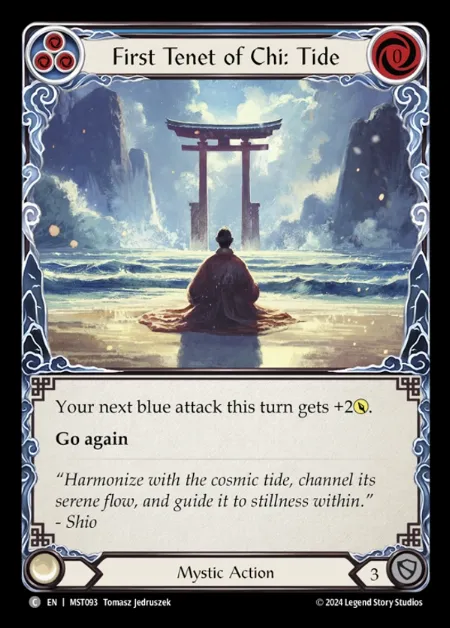 First Tenet of Chi: Tide
0
Your next blue attack this turn gets +2.
Go again
“Harmonize with the cosmic tide, channel its
serene flow, and guide it to stillness within.”
- Shio
Mystic Action
3
C EN | MST093 Tomasz Jedruszek
© 2024 Legend Story Studios